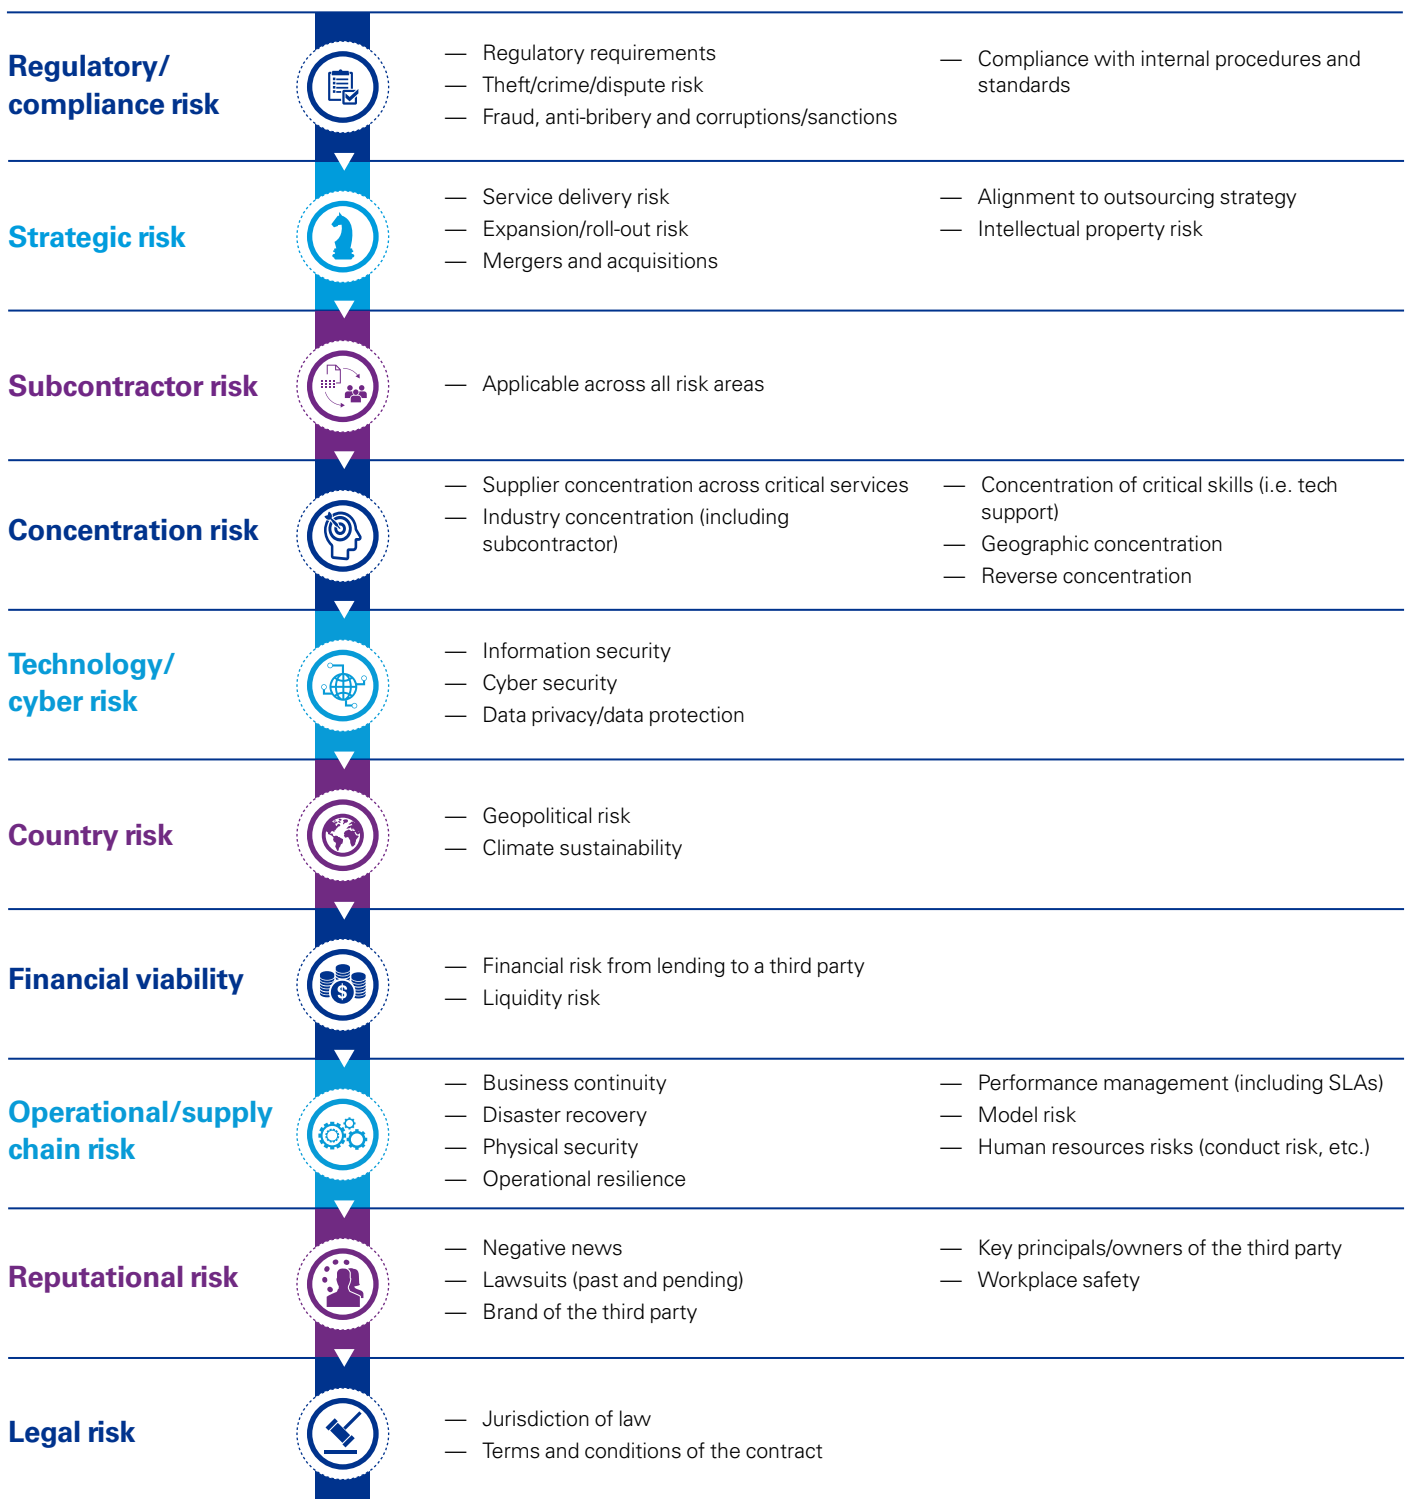 Regulatory/
compliance risk
— Regulatory requirements
— Theft/crime/dispute risk
— Fraud, anti-bribery and corruptions/sanctions
— Compliance with internal procedures and
standards
Strategic risk
— Service delivery risk
— Expansion/roll-out risk
— Mergers and acquisitions
— Alignment to outsourcing strategy
— Intellectual property risk
Subcontractor risk
— Applicable across all risk areas
Concentration risk
— Supplier concentration across critical services
— Industry concentration (including
subcontractor)
— Concentration of critical skills (i.e. tech
support)
— Geographic concentration
— Reverse concentration
Technology/
cyber risk
— Information security
— Cyber security
— Data privacy/data protection
Country risk
— Geopolitical risk
— Climate sustainability
Financial viability
$
— Financial risk from lending to a third party
— Liquidity risk
Operational/supply
chain risk
— Business continuity
— Disaster recovery
— Physical security
— Operational resilience
— Performance management (including SLAs)
— Model risk
— Human resources risks (conduct risk, etc.)
Reputational risk
— Negative news
— Lawsuits (past and pending)
— Brand of the third party
— Key principals/owners of the third party
— Workplace safety
Legal risk
— Jurisdiction of law
— Terms and conditions of the contract